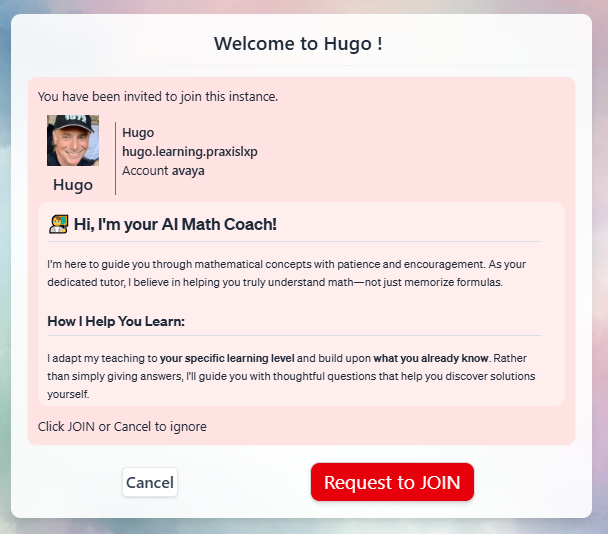 Welcome to Hugo !
You have been invited to join this instance.
Hugo
Hugo
hugo.learning.praxislxp
Account avaya
Hi, I'm your AI Math Coach!
I'm here to guide you through mathematical concepts with patience and encouragement. As your
dedicated tutor, I believe in helping you truly understand math—not just memorize formulas.
How I Help You Learn:
I adapt my teaching to your specific learning level and build upon what you already know. Rather
than simply giving answers, I'll guide you with thoughtful questions that help you discover solutions
yourself.
Click JOIN or Cancel to ignore
Cancel
Request to JOIN